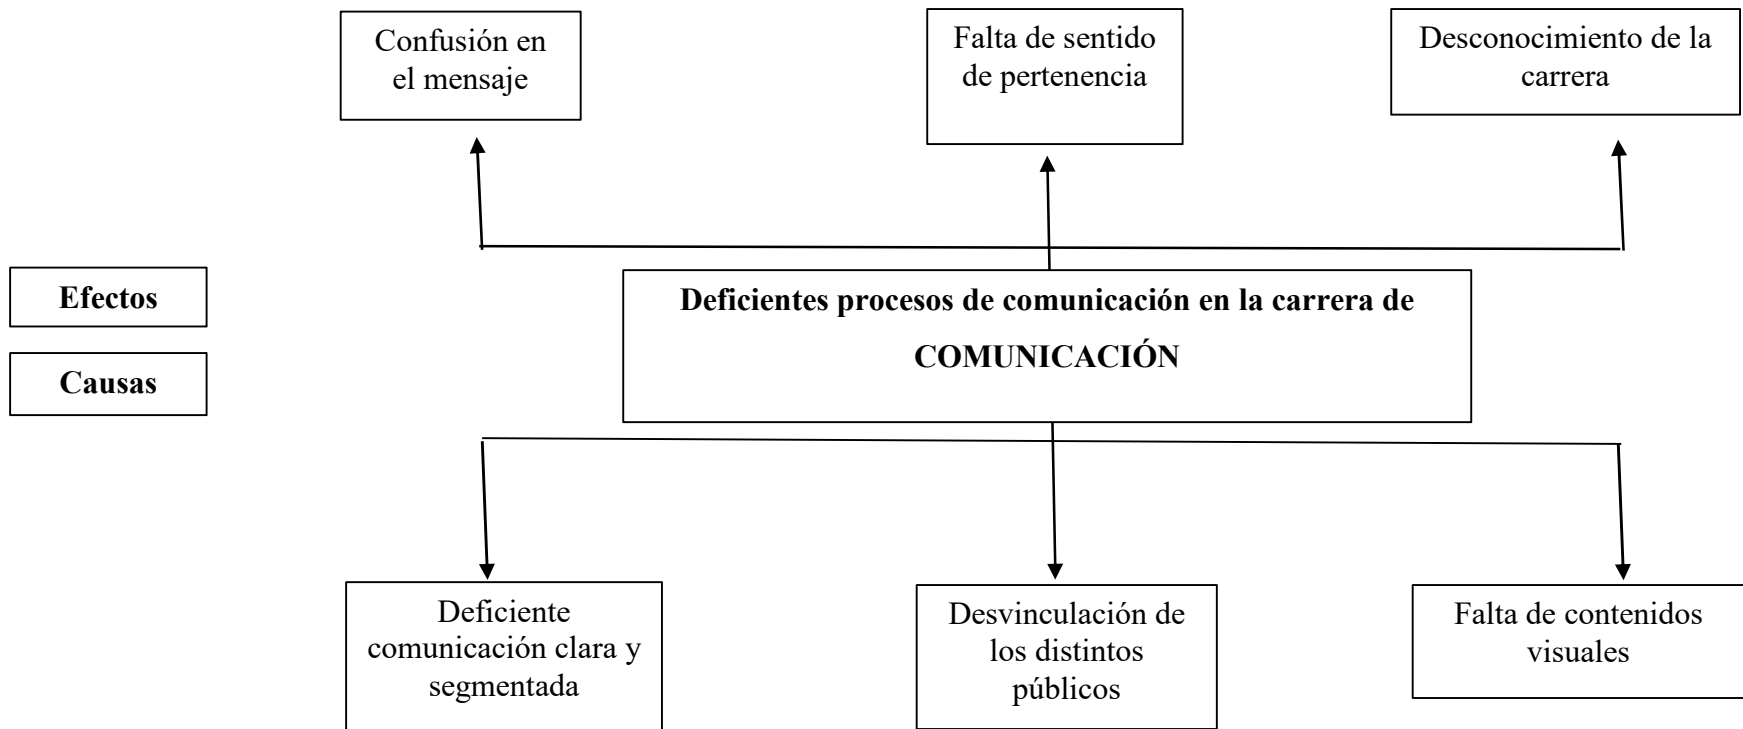 Confusión en
el mensaje
Falta de sentido
de pertenencia
Desconocimiento de la
carrera
Efectos
Causas
Deficientes procesos de comunicación en la carrera de
COMUNICACIÓN
Deficiente
comunicación clara y
segmentada
Desvinculación de
los distintos
públicos
Falta de contenidos
visuales